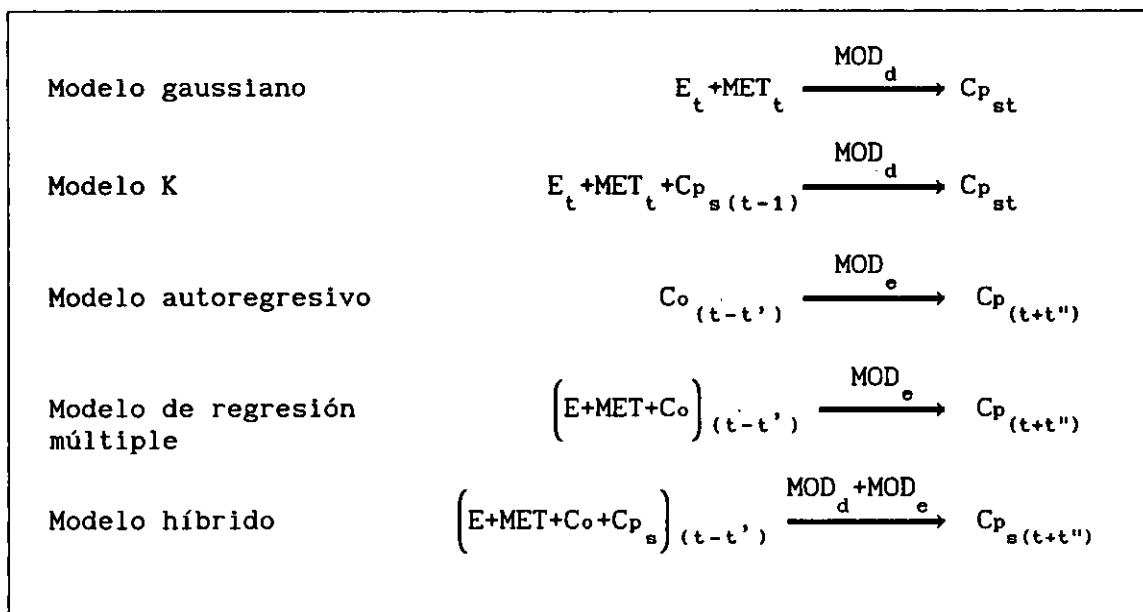 MOD_d
Modelo gaussiano E_t+MET_t ⟶ Cp_st
MOD_d
Modelo K E_t+MET_t+Cp_s(t-1) ⟶ Cp_st
MOD_e
Modelo autoregresivo Co_(t-t') ⟶ Cp_(t+t")
MOD_e
Modelo de regresión (E+MET+Co)_(t-t') ⟶ Cp_(t+t")
múltiple
MOD_d+MOD_e
Modelo híbrido (E+MET+Co+Cp_s)_(t-t') ⟶ Cp_s(t+t")